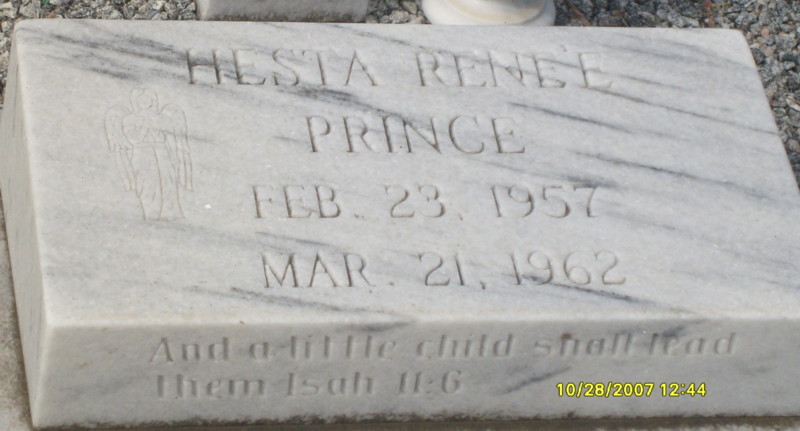 HESTA RENEE
PRINCE
FEB. 23, 1957
MAR. 21, 1962
And a little child shall lead
them Isah 11:6
10/28/2007 12:44